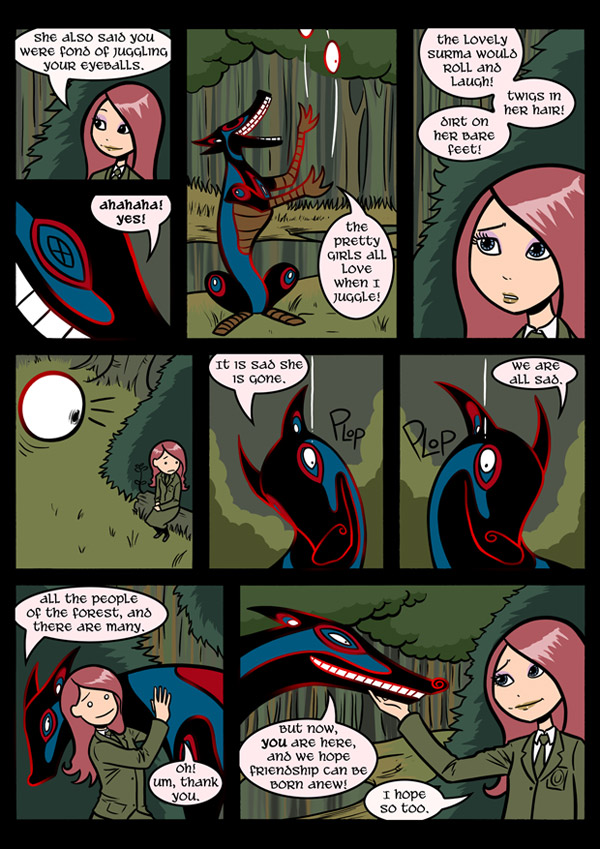 she also said you
were fond of juggling
your eyeballs.
ahahaha!
yes!
the
pretty
girls all
love
when I
juggle!
the lovely
surma would
roll and
laugh!
twigs in
her hair!
dirt on
her bare
feet!
It is sad she
is gone.
Plop
Plop
we are
all sad.
all the people
of the forest, and
there are many.
oh!
um, thank
you.
but now,
you are here,
and we hope
friendship can be
born anew!
I hope
so too.